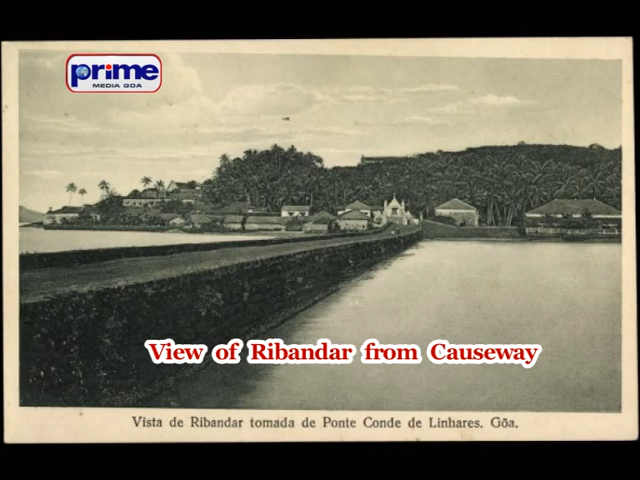 prime
MEDIA GOA
View of Ribandar from Causeway
Vista de Ribandar tomada de Ponte Conde de Linhares. Gôa.